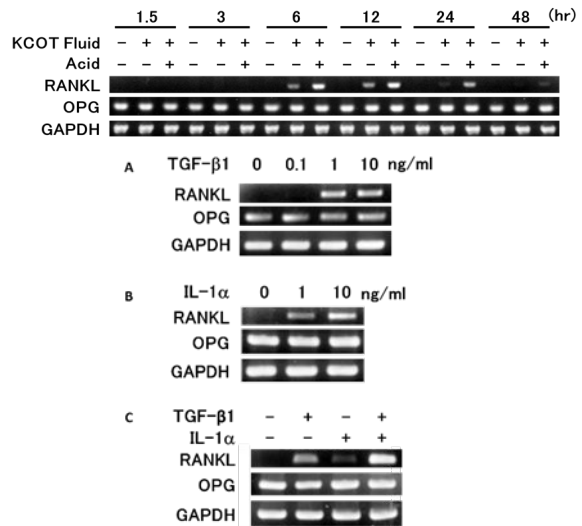 1.5 3 6 12 24 48 (hr)
KCOT Fluid - + + - + + - + + - + + - + + - + +
Acid + + + + + +
RANKL
OPG
GAPDH
A TGF-β1 0 0.1 1 10 ng/ml
RANKL
OPG
GAPDH
B IL-1α 0 1 10 ng/ml
RANKL
OPG
GAPDH
C TGF-β1 - + - +
IL-1α - - + +
RANKL
OPG
GAPDH